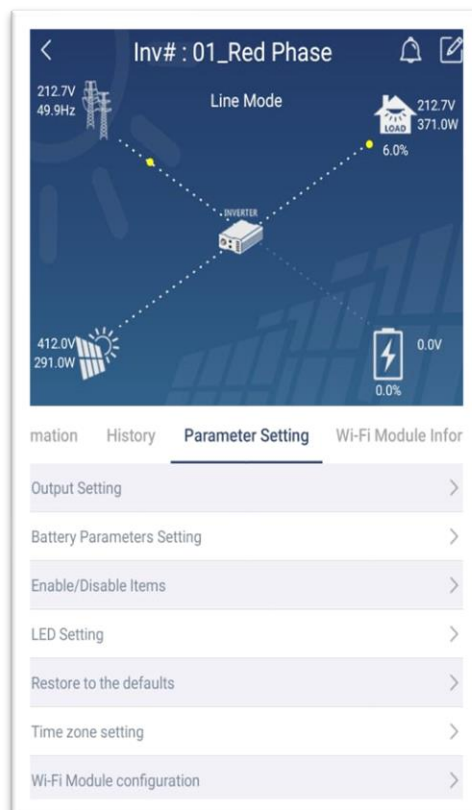 Inv# : 01_Red Phase
212.7V
49.9Hz
Line Mode
LOAD
212.7V
371.0W
6.0%
INVERTER
412.0V
291.0W
0.0V
0.0%
mation History Parameter Setting Wi-Fi Module Infor
Output Setting
Battery Parameters Setting
Enable/Disable Items
LED Setting
Restore to the defaults
Time zone setting
Wi-Fi Module configuration